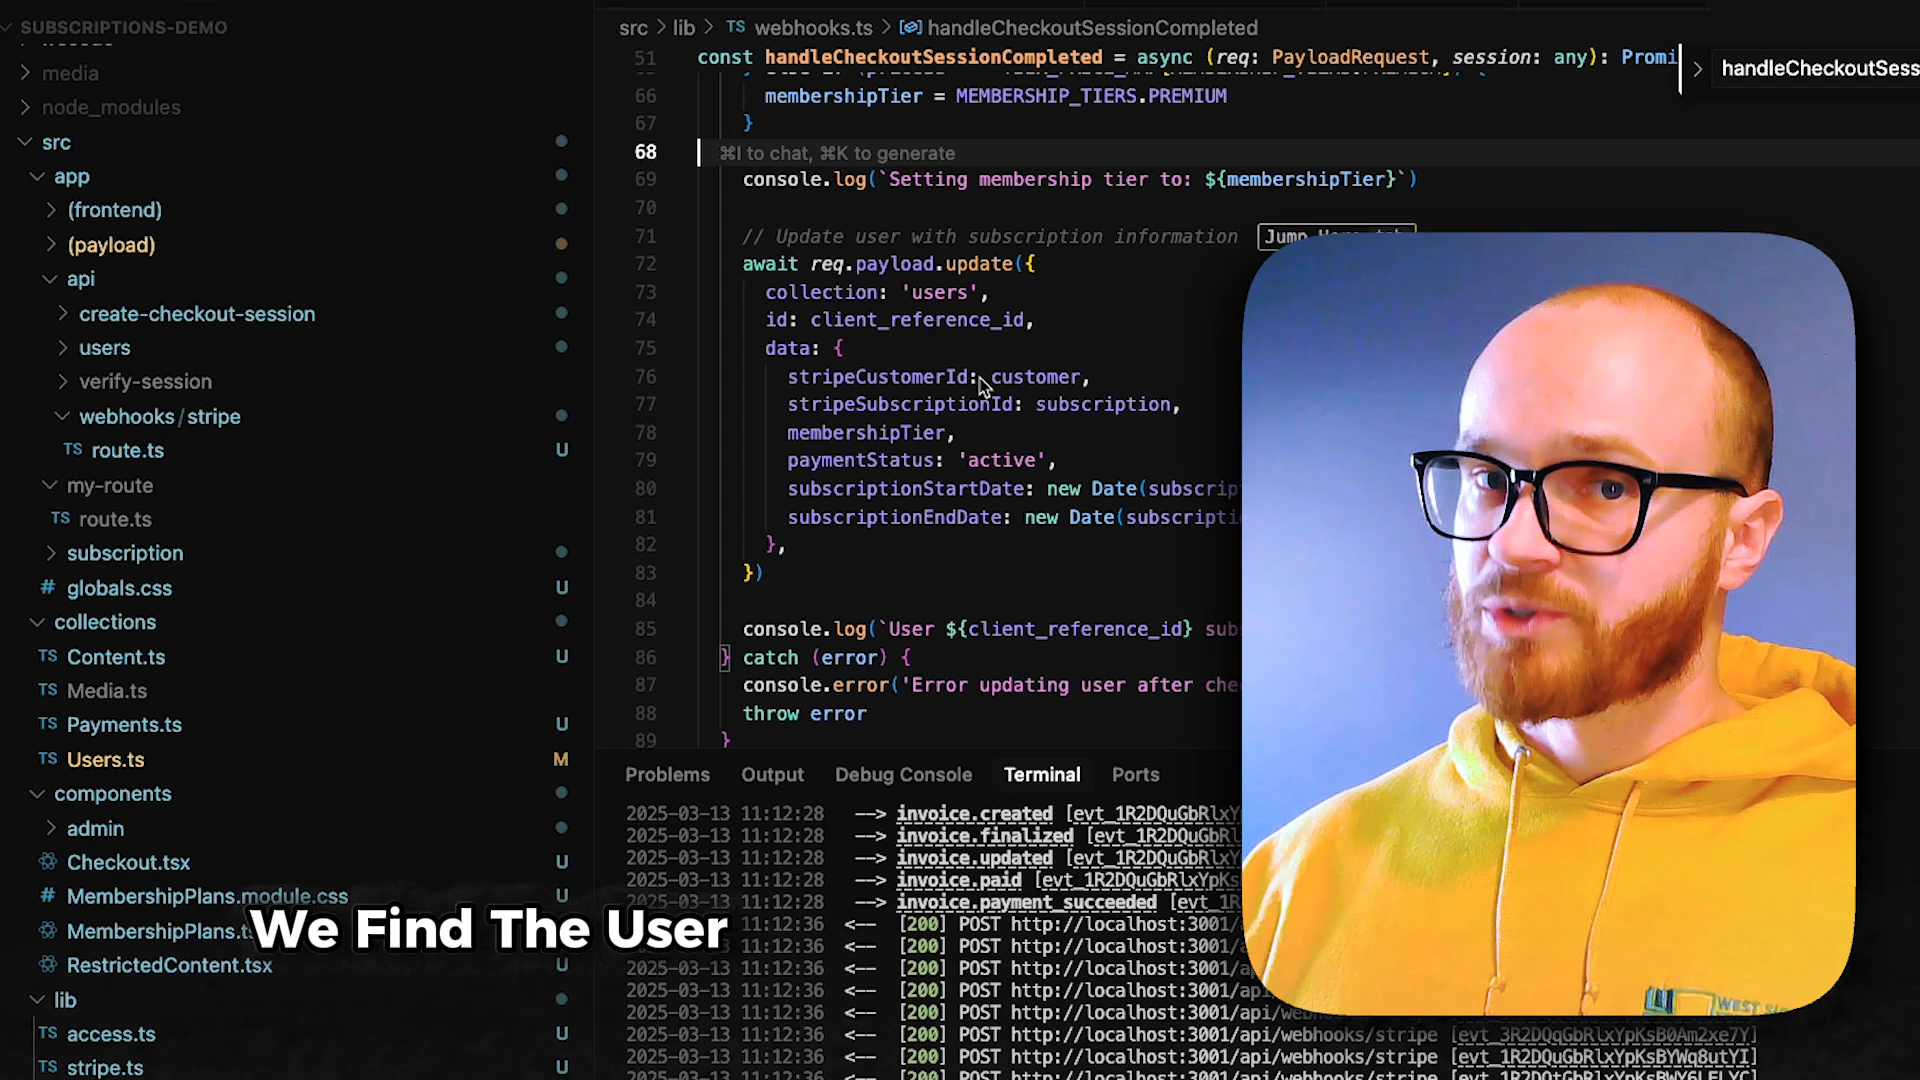 SUBSCRIPTIONS-DEMO
media
node_modules
src
app
(frontend)
(payload)
api
create-checkout-session
users
verify-session
webhooks/stripe
TS route.ts U
my-route
TS route.ts
subscription
# globals.css U
collections
TS Content.ts U
TS Media.ts
TS Payments.ts U
TS Users.ts M
components
admin
Checkout.tsx U
# MembershipPlans.module.css U
MembershipPlans.t
RestrictedContent.tsx U
lib
TS access.ts U
TS stripe.ts U
We Find The User
src > lib > TS webhooks.ts > handleCheckoutSessionCompleted
51 const handleCheckoutSessionCompleted = async (req: PayloadRequest, session: any): Promi
> handleCheckoutSess
66 membershipTier = MEMBERSHIP_TIERS.PREMIUM
67 }
68 ⌘I to chat, ⌘K to generate
69 console.log(`Setting membership tier to: ${membershipTier}`)
70
71 // Update user with subscription information
72 await req.payload.update({
73 collection: 'users',
74 id: client_reference_id,
75 data: {
76 stripeCustomerId: customer,
77 stripeSubscriptionId: subscription,
78 membershipTier,
79 paymentStatus: 'active',
80 subscriptionStartDate: new Date(subscrip
81 subscriptionEndDate: new Date(subscripti
82 },
83 })
84
85 console.log(`User ${client_reference_id} sub
86 } catch (error) {
87 console.error('Error updating user after che
88 throw error
89 }
Problems Output Debug Console Terminal Ports
2025-03-13 11:12:28 --> invoice.created [evt_1R2DQuGbRlxY
2025-03-13 11:12:28 --> invoice.finalized [evt_1R2DQuGbRl
2025-03-13 11:12:28 --> invoice.updated [evt_1R2DQuGbRlxY
2025-03-13 11:12:28 --> invoice.paid [evt_1R2DQuGbRlxYpKs
2025-03-13 11:12:28 --> invoice.payment_succeeded [evt_1R
2025-03-13 11:12:36 <-- [200] POST http://localhost:3001/
2025-03-13 11:12:36 <-- [200] POST http://localhost:3001/a
2025-03-13 11:12:36 <-- [200] POST http://localhost:3001/a
2025-03-13 11:12:36 <-- [200] POST http://localhost:3001/api
2025-03-13 11:12:36 <-- [200] POST http://localhost:3001/api/web
2025-03-13 11:12:36 <-- [200] POST http://localhost:3001/api/webhooks/stripe [evt_3R2DQqGbRlxYpKsB0Am2xe7Y]
2025-03-13 11:12:36 <-- [200] POST http://localhost:3001/api/webhooks/stripe [evt_1R2DQuGbRlxYpKsBYWq8utYI]
WEST